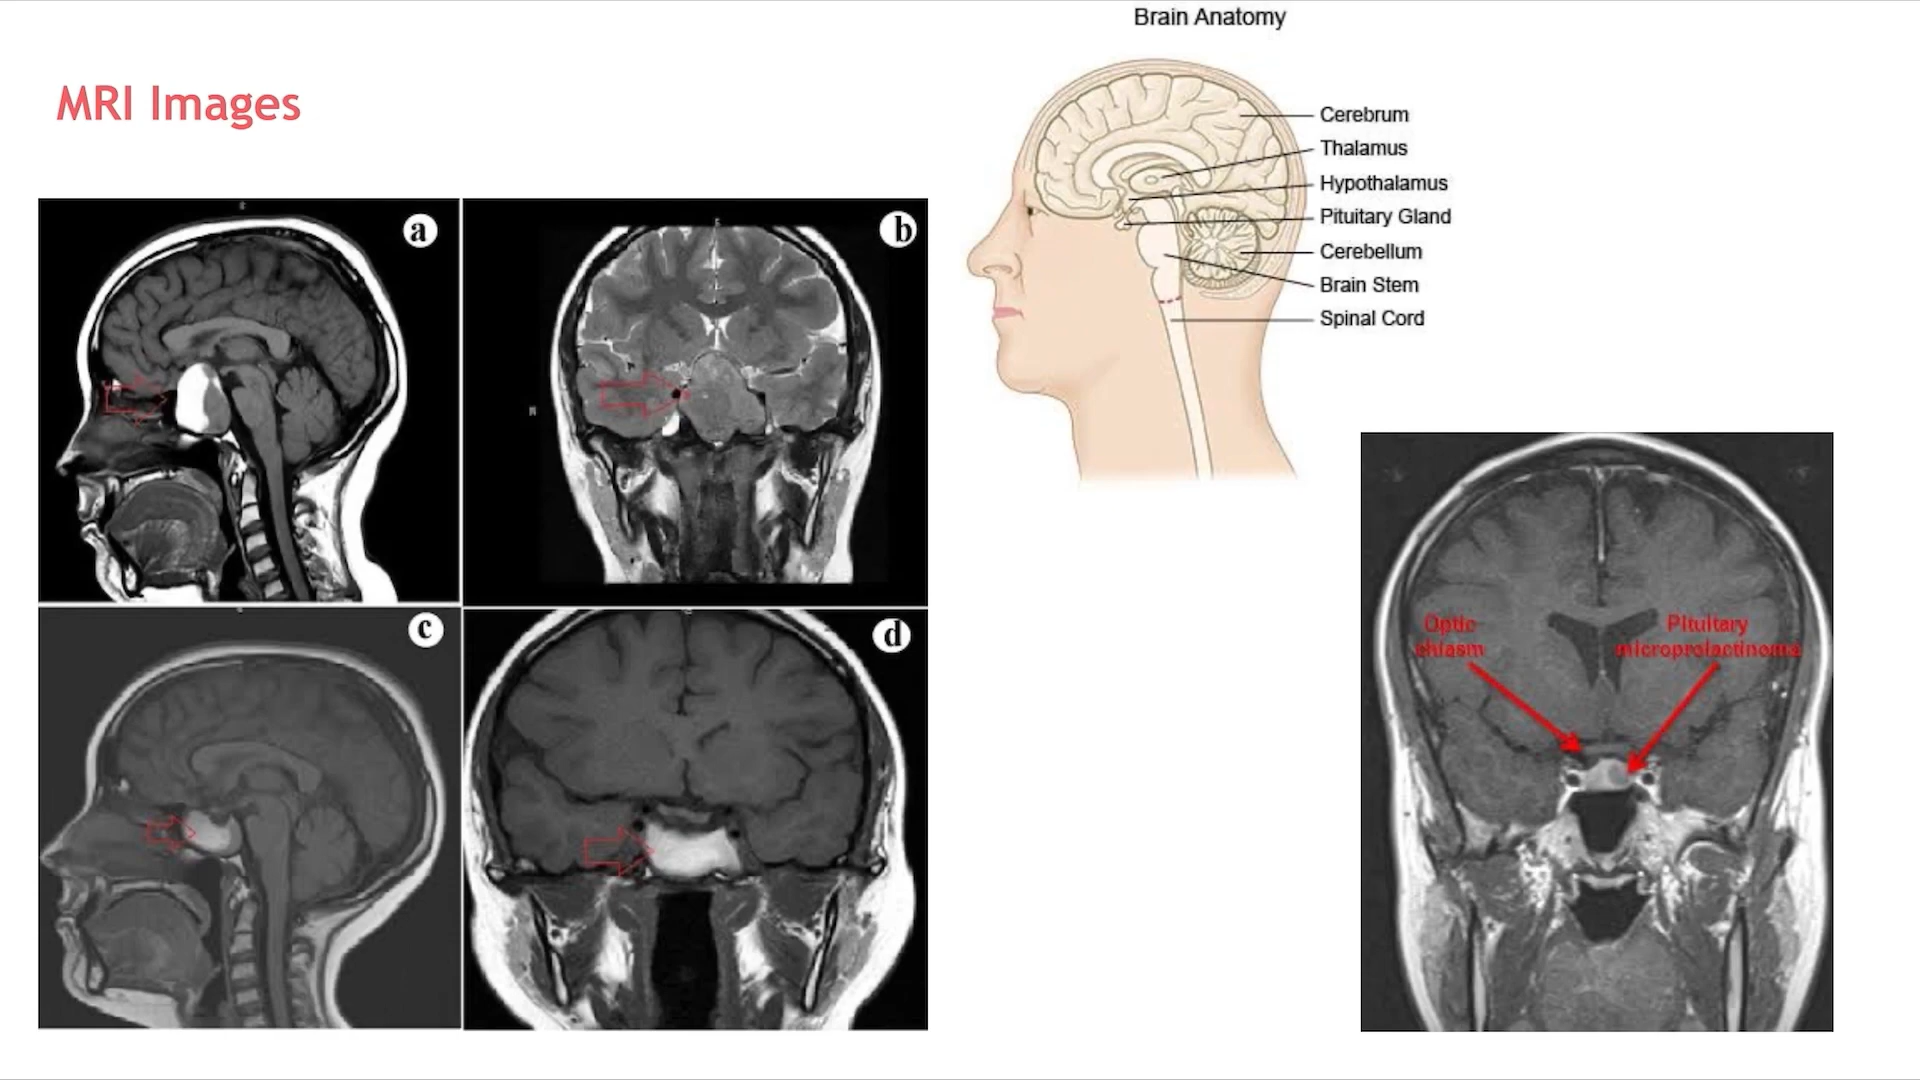 MRI Images
a
b
c
d
Brain Anatomy
Cerebrum
Thalamus
Hypothalamus
Pituitary Gland
Cerebellum
Brain Stem
Spinal Cord
Optic
chiasm
Pituitary
microprolactinoma